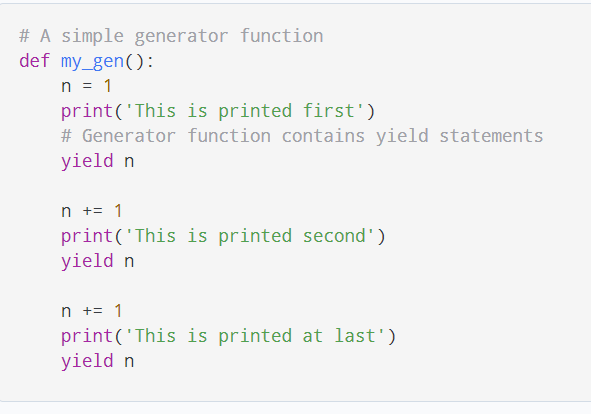 # A simple generator function
def my_gen():
    n = 1
    print('This is printed first')
    # Generator function contains yield statements
    yield n

    n += 1
    print('This is printed second')
    yield n

    n += 1
    print('This is printed at last')
    yield n